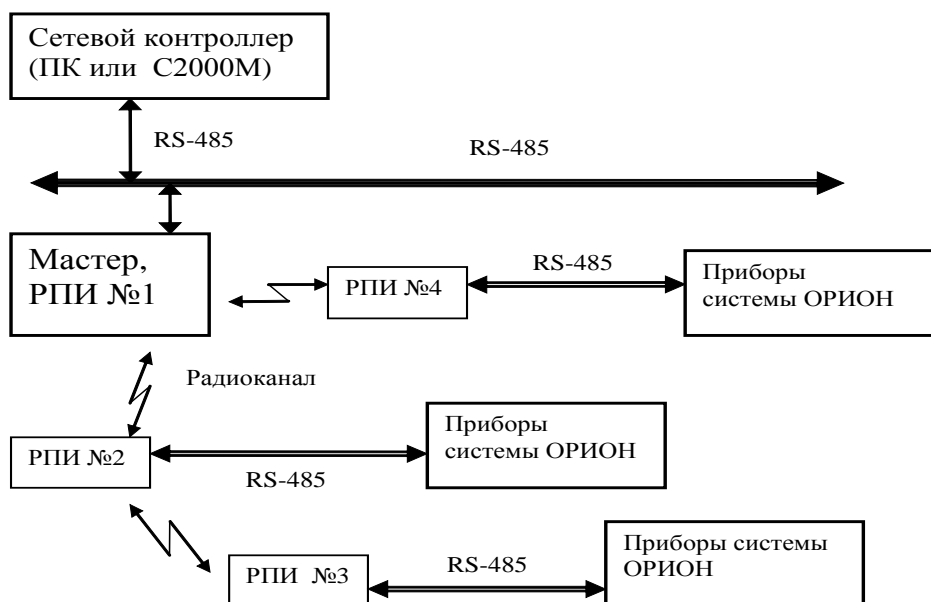 Сетевой контроллер
(ПК или С2000М)
RS-485
RS-485
Мастер,
РПИ №1
РПИ №4
RS-485
Приборы
системы ОРИОН
Радиоканал
РПИ №2
RS-485
Приборы
системы ОРИОН
РПИ №3
RS-485
Приборы системы
ОРИОН